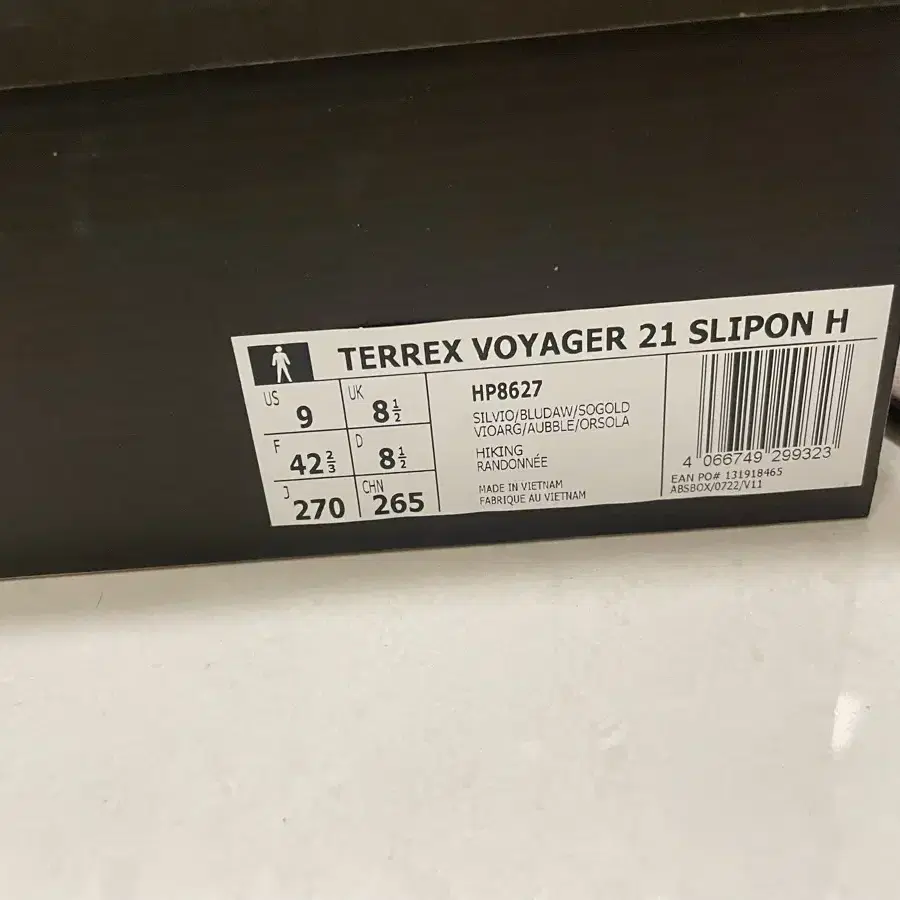 TERREX VOYAGER 21 SLIPON H
US 9 UK 8½
F 42⅔ D 8½
J 270 CHN 265
HP8627
SILVIO/BLUDAW/SOGOLD
VIOARG/AUBBLE/ORSOLA
HIKING
RANDONNÉE
MADE IN VIETNAM
FABRIQUE AU VIETNAM
4 066749 299323
EAN PO# 131918465
ABSBOX/0722/V11